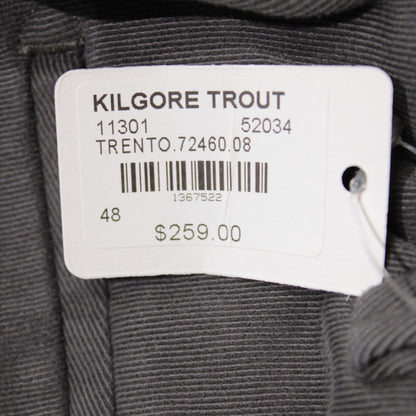 KILGORE TROUT
11301 52034
TRENTO.72460.08
1367522
48
$259.00